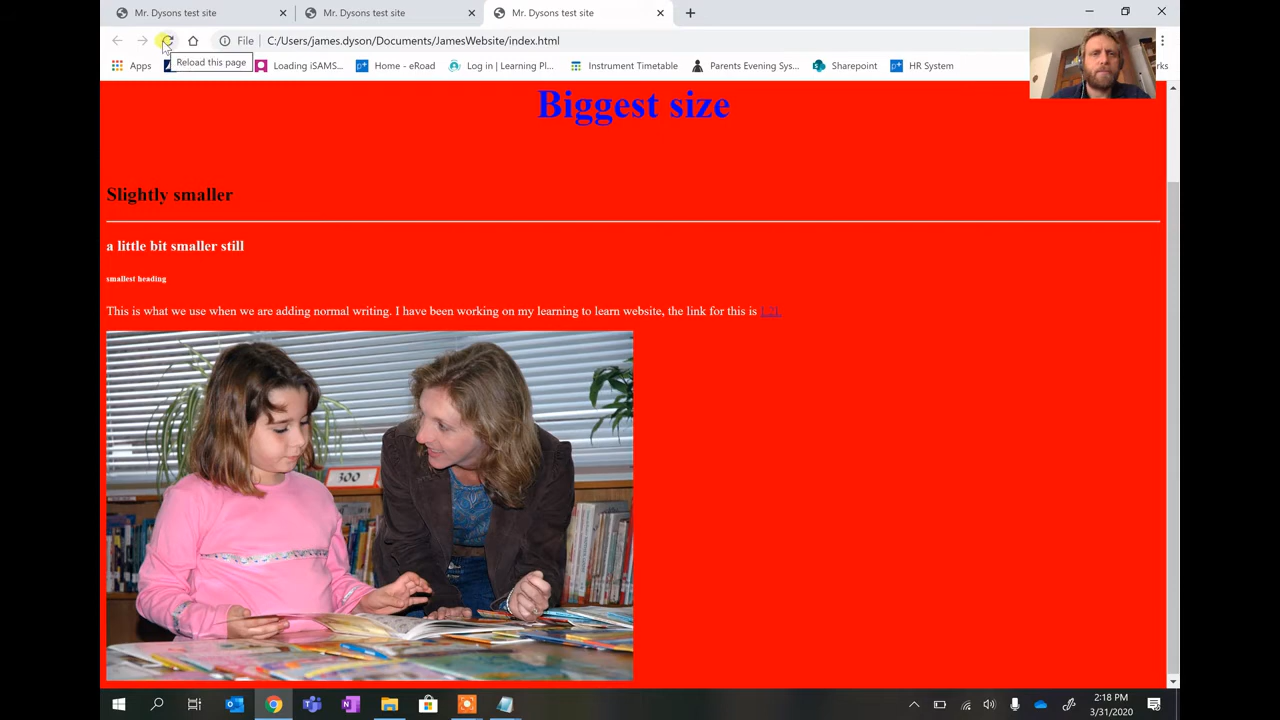 Mr. Dysons test site
Mr. Dysons test site
Mr. Dysons test site
File
C:/Users/james.dyson/Documents/JamesWebsite/index.html
Reload this page
Apps
Loading iSAMS...
Home - eRoad
Log in | Learning Pl...
Instrument Timetable
Parents Evening Sys...
Sharepoint
HR System
Biggest size
Slightly smaller
a little bit smaller still
smallest heading
This is what we use when we are adding normal writing. I have been working on my learning to learn website, the link for this is L2L
300
2:18 PM
3/31/2020